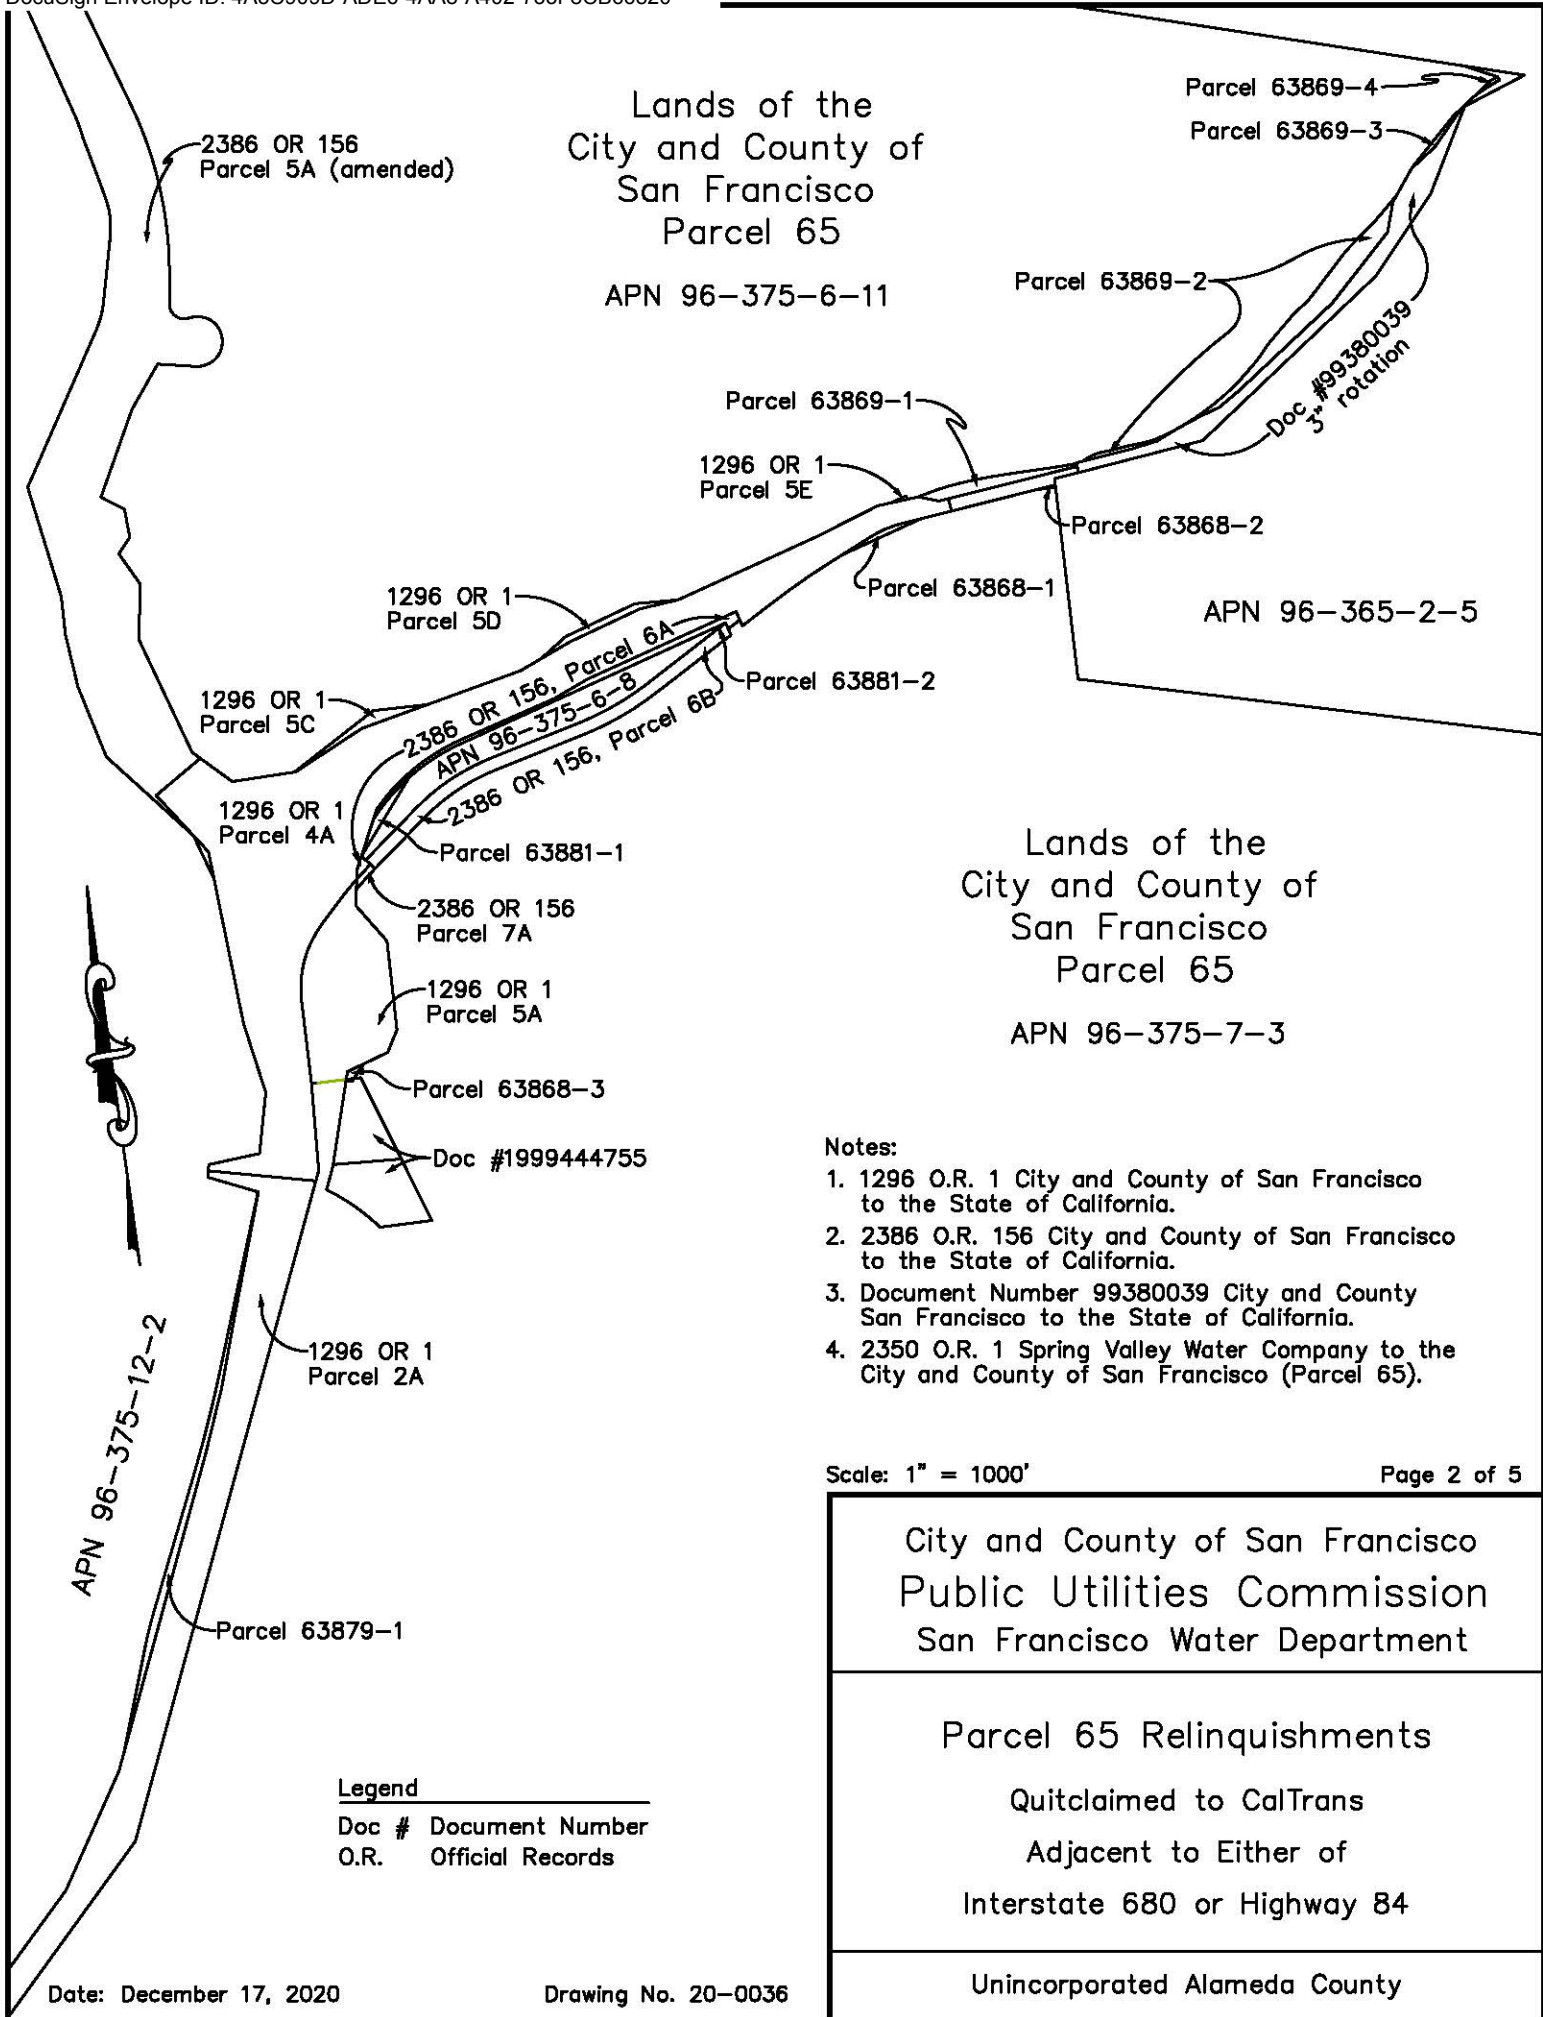 Lands of the
City and County of
San Francisco
Parcel 65
APN 96-375-6-11
2386 OR 156
Parcel 5A (amended)
Parcel 63869-4
Parcel 63869-3
Parcel 63869-2
Doc #99380039
3" rotation
Parcel 63869-1
1296 OR 1
Parcel 5E
Parcel 63868-2
Parcel 63868-1
APN 96-365-2-5
1296 OR 1
Parcel 5D
2386 OR 156, Parcel 6A
APN 96-375-6-8
2386 OR 156, Parcel 6B
Parcel 63881-2
1296 OR 1
Parcel 5C
1296 OR 1
Parcel 4A
Parcel 63881-1
2386 OR 156
Parcel 7A
1296 OR 1
Parcel 5A
Parcel 63868-3
Doc #1999444755
Lands of the
City and County of
San Francisco
Parcel 65
APN 96-375-7-3
1296 OR 1
Parcel 2A
APN 96-375-12-2
Parcel 63879-1
Notes:
1. 1296 O.R. 1 City and County of San Francisco
to the State of California.
2. 2386 O.R. 156 City and County of San Francisco
to the State of California.
3. Document Number 99380039 City and County
San Francisco to the State of California.
4. 2350 O.R. 1 Spring Valley Water Company to the
City and County of San Francisco (Parcel 65).
Scale: 1" = 1000'
Page 2 of 5
City and County of San Francisco
Public Utilities Commission
San Francisco Water Department
Parcel 65 Relinquishments
Quitclaimed to CalTrans
Adjacent to Either of
Interstate 680 or Highway 84
Unincorporated Alameda County
Legend
Doc # Document Number
O.R. Official Records
Date: December 17, 2020
Drawing No. 20-0036